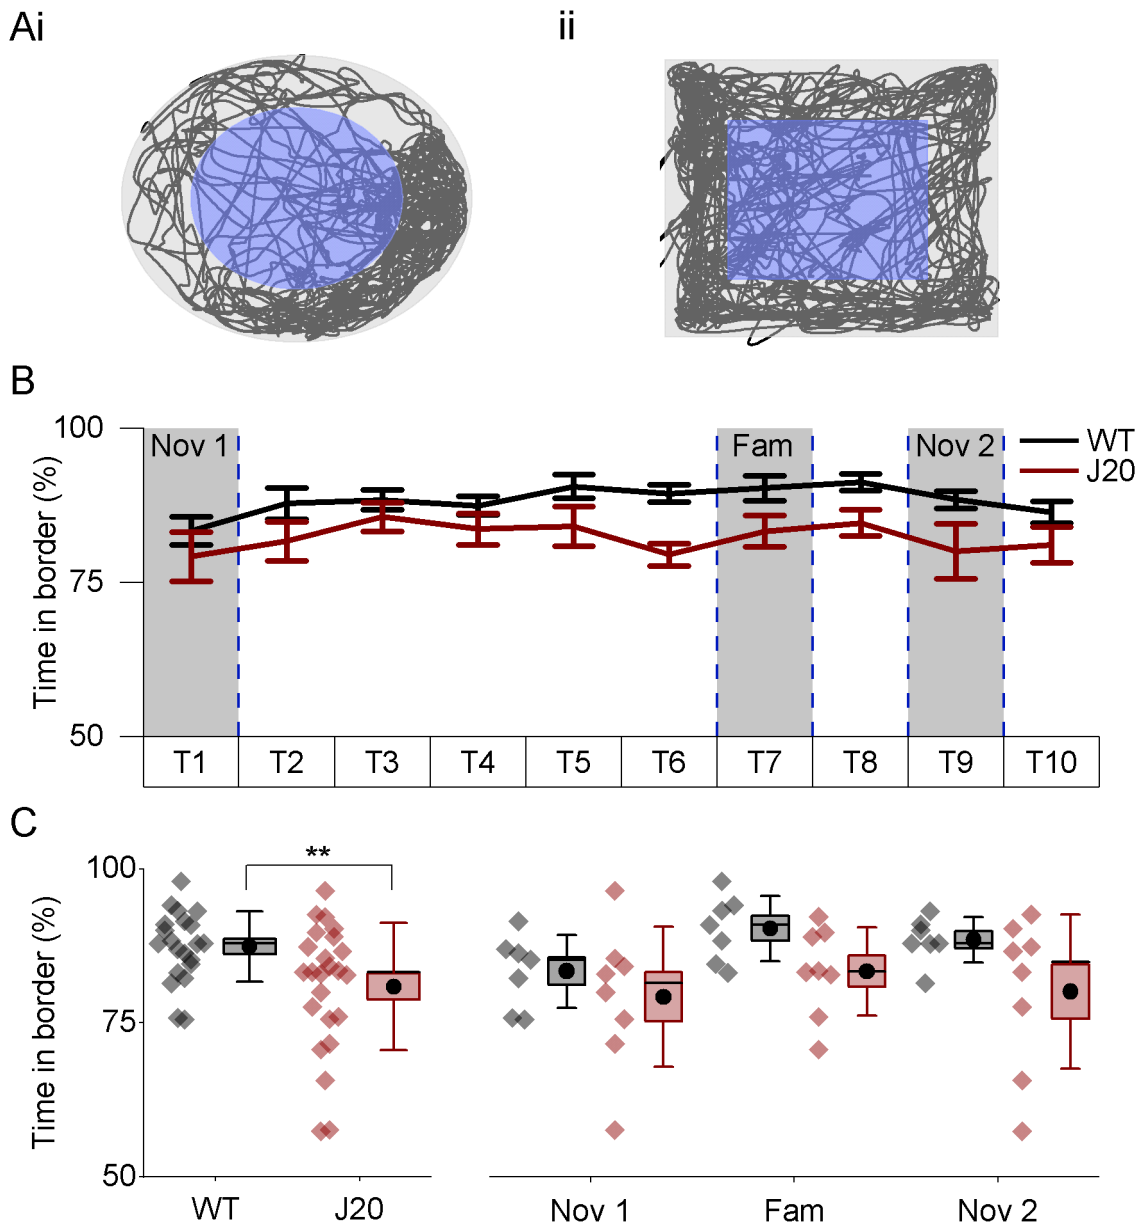 Ai
ii
B
Time in border (%)
100
75
50
Nov 1
Fam
Nov 2
WT
J20
T1 T2 T3 T4 T5 T6 T7 T8 T9 T10
C
Time in border (%)
100
75
50
**
WT J20 Nov 1 Fam Nov 2